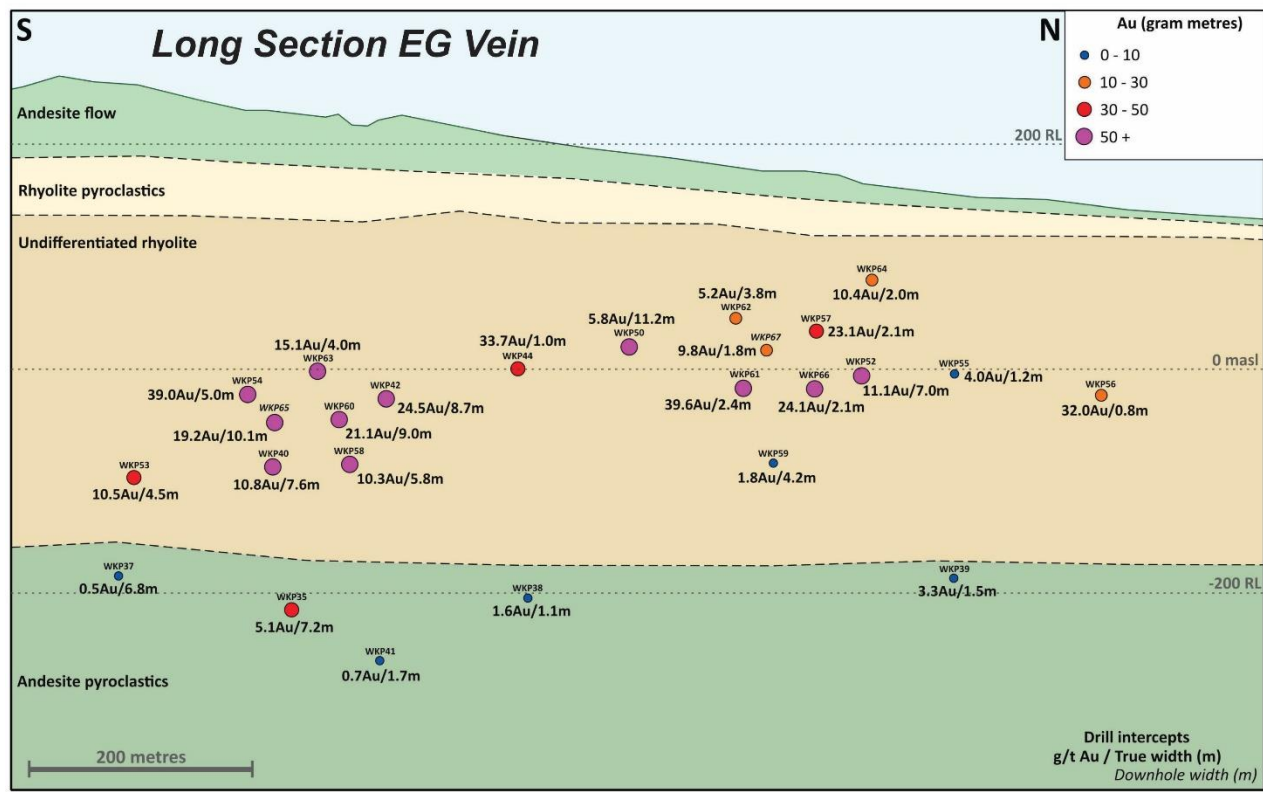 S
Long Section EG Vein
N
Au (gram metres)
0 - 10
10 - 30
30 - 50
50 +
Andesite flow
200 RL
Rhyolite pyroclastics
Undifferentiated rhyolite
WKP64
10.4Au/2.0m
5.2Au/3.8m
WKP62
5.8Au/11.2m
WKP50
WKP57
23.1Au/2.1m
WKP67
9.8Au/1.8m
33.7Au/1.0m
WKP44
15.1Au/4.0m
WKP63
0 masl
WKP54
39.0Au/5.0m
WKP42
24.5Au/8.7m
WKP61
39.6Au/2.4m
WKP66
24.1Au/2.1m
WKP52
11.1Au/7.0m
WKP55
4.0Au/1.2m
WKP56
32.0Au/0.8m
WKP65
19.2Au/10.1m
WKP60
21.1Au/9.0m
WKP40
10.8Au/7.6m
WKP58
10.3Au/5.8m
WKP53
10.5Au/4.5m
WKP59
1.8Au/4.2m
WKP37
0.5Au/6.8m
WKP35
5.1Au/7.2m
WKP38
1.6Au/1.1m
WKP39
3.3Au/1.5m
-200 RL
WKP41
0.7Au/1.7m
Andesite pyroclastics
200 metres
Drill intercepts
g/t Au / True width (m)
Downhole width (m)